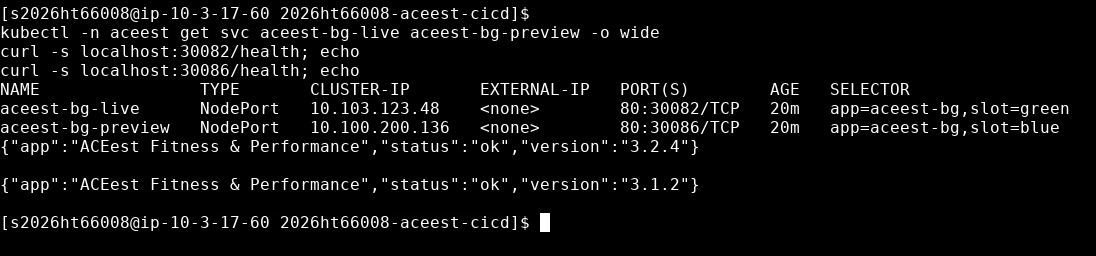 [s2026ht66008@ip-10-3-17-60 2026ht66008-aceest-cicd]$
kubectl -n aceest get svc aceest-bg-live aceest-bg-preview -o wide
curl -s localhost:30082/health; echo
curl -s localhost:30086/health; echo
NAME TYPE CLUSTER-IP EXTERNAL-IP PORT(S) AGE SELECTOR
aceest-bg-live NodePort 10.103.123.48 <none> 80:30082/TCP 20m app=aceest-bg,slot=green
aceest-bg-preview NodePort 10.100.200.136 <none> 80:30086/TCP 20m app=aceest-bg,slot=blue
{"app":"ACEest Fitness & Performance","status":"ok","version":"3.2.4"}
{"app":"ACEest Fitness & Performance","status":"ok","version":"3.1.2"}
[s2026ht66008@ip-10-3-17-60 2026ht66008-aceest-cicd]$